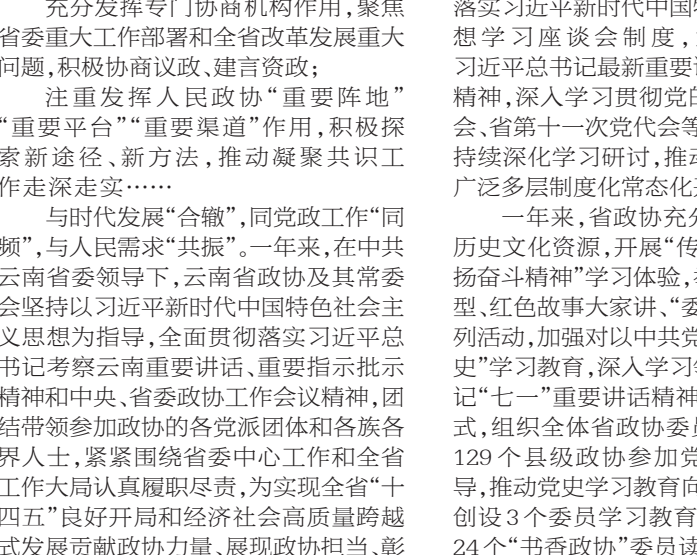 充分发挥专门协商机构作用,聚焦
省委重大工作部署和全省改革发展重大
问题,积极协商议政、建言资政;
注重发挥人民政协“重要阵地”
“重要平台”“重要渠道”作用,积极探
索新途径、新方法,推动凝聚共识工
作走深走实……
与时代发展“合辙”,同党政工作“同
频”,与人民需求“共振”。一年来,在中共
云南省委领导下,云南省政协及其常委
会坚持以习近平新时代中国特色社会主
义思想为指导,全面贯彻落实习近平总
书记考察云南重要讲话、重要指示批示
精神和中央、省委政协工作会议精神,团
结带领参加政协的各党派团体和各族各
界人士,紧紧围绕省委中心工作和全省
工作大局认真履职尽责,为实现全省“十
四五”良好开局和经济社会高质量跨越
式发展贡献政协力量、展现政协担当、彰
落实习近平新时代中国特
想学习座谈会制度,
习近平总书记最新重要讲
精神,深入学习贯彻党的
会、省第十一次党代会等
持续深化学习研讨,推动
广泛多层制度化常态化开
一年来,省政协充分
历史文化资源,开展“传
扬奋斗精神”学习体验,
型、红色故事大家讲、“委
列活动,加强对以中共党
史”学习教育,深入学习
记“七一”重要讲话精神
式,组织全体省政协委员
129个县级政协参加党
导,推动党史学习教育向
创设3个委员学习教育
24个“书香政协”委员读